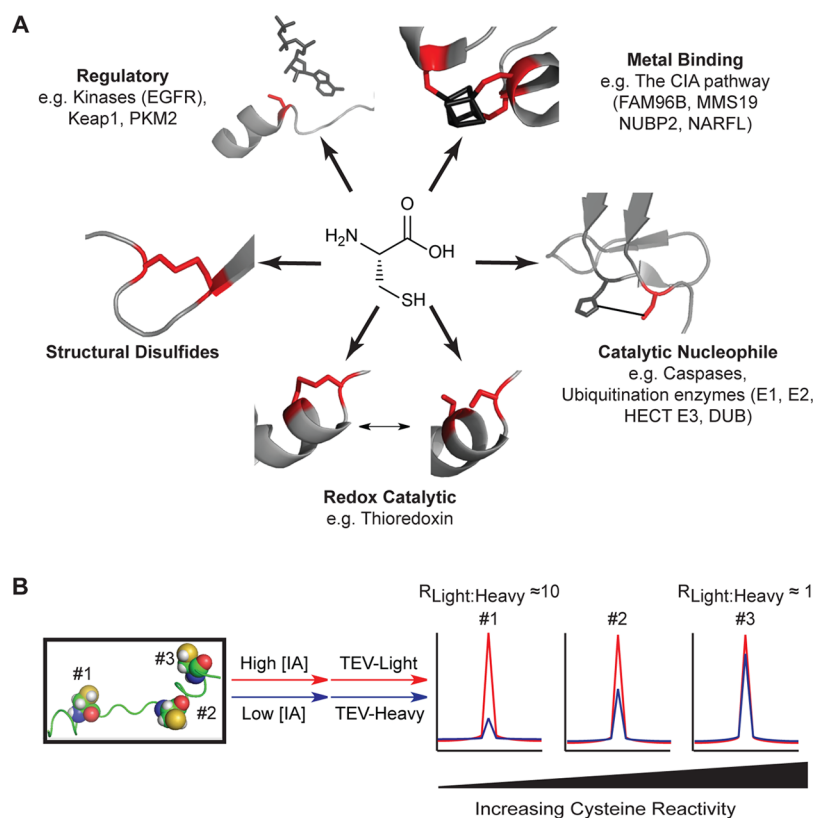 A
Regulatory
e.g. Kinases (EGFR),
Keap1, PKM2
Metal Binding
e.g. The CIA pathway
(FAM96B, MMS19
NUBP2, NARFL)
O
H2N
OH
SH
Structural Disulfides
Catalytic Nucleophile
e.g. Caspases,
Ubiquitination enzymes (E1, E2,
HECT E3, DUB)
Redox Catalytic
e.g. Thioredoxin
B
RLight:Heavy ≈10
RLight:Heavy ≈ 1
#1
#2
#3
#1
#3
#2
High [IA]
TEV-Light
Low [IA]
TEV-Heavy
Increasing Cysteine Reactivity